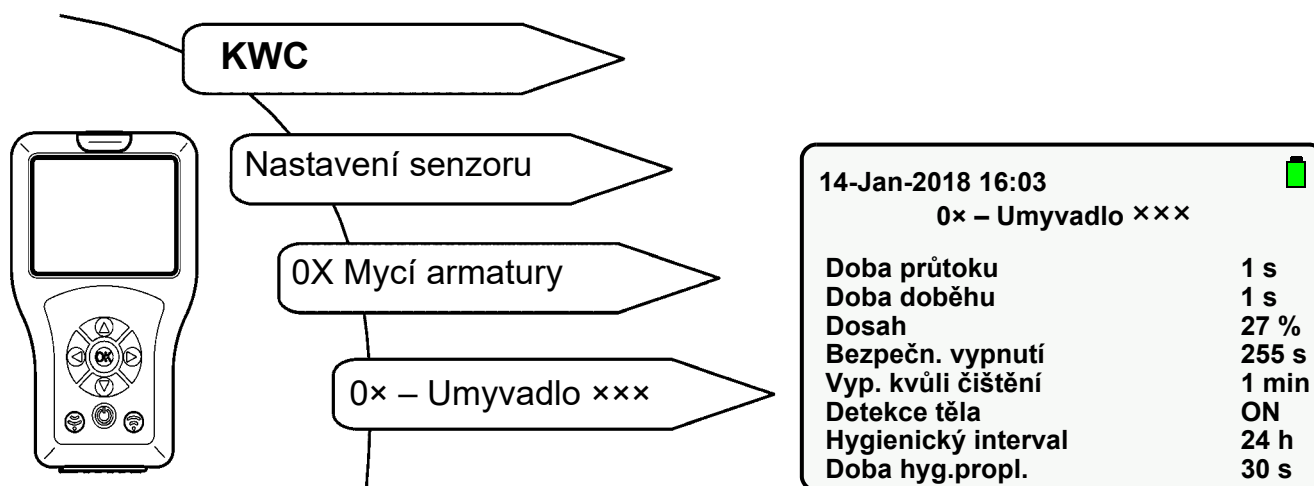 KWC
Nastavení senzoru
0X Mycí armatury
0× – Umyvadlo ×××
OK
14-Jan-2018 16:03
0× – Umyvadlo ×××
Doba průtoku 1 s
Doba doběhu 1 s
Dosah 27 %
Bezpečn. vypnutí 255 s
Vyp. kvůli čištění 1 min
Detekce těla ON
Hygienický interval 24 h
Doba hyg.propl. 30 s